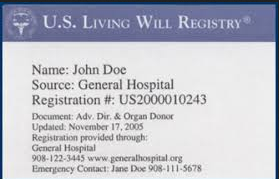 U.S. LIVING WILL REGISTRY®
Name: John Doe
Source: General Hospital
Registration #: US2000010243
Document: Adv. Dir. & Organ Donor
Updated: November 17, 2005
Registration provided through:
General Hospital
908-122-3445 www.generalhospital.org
Emergency Contact: Jane Doe 908-111-5678